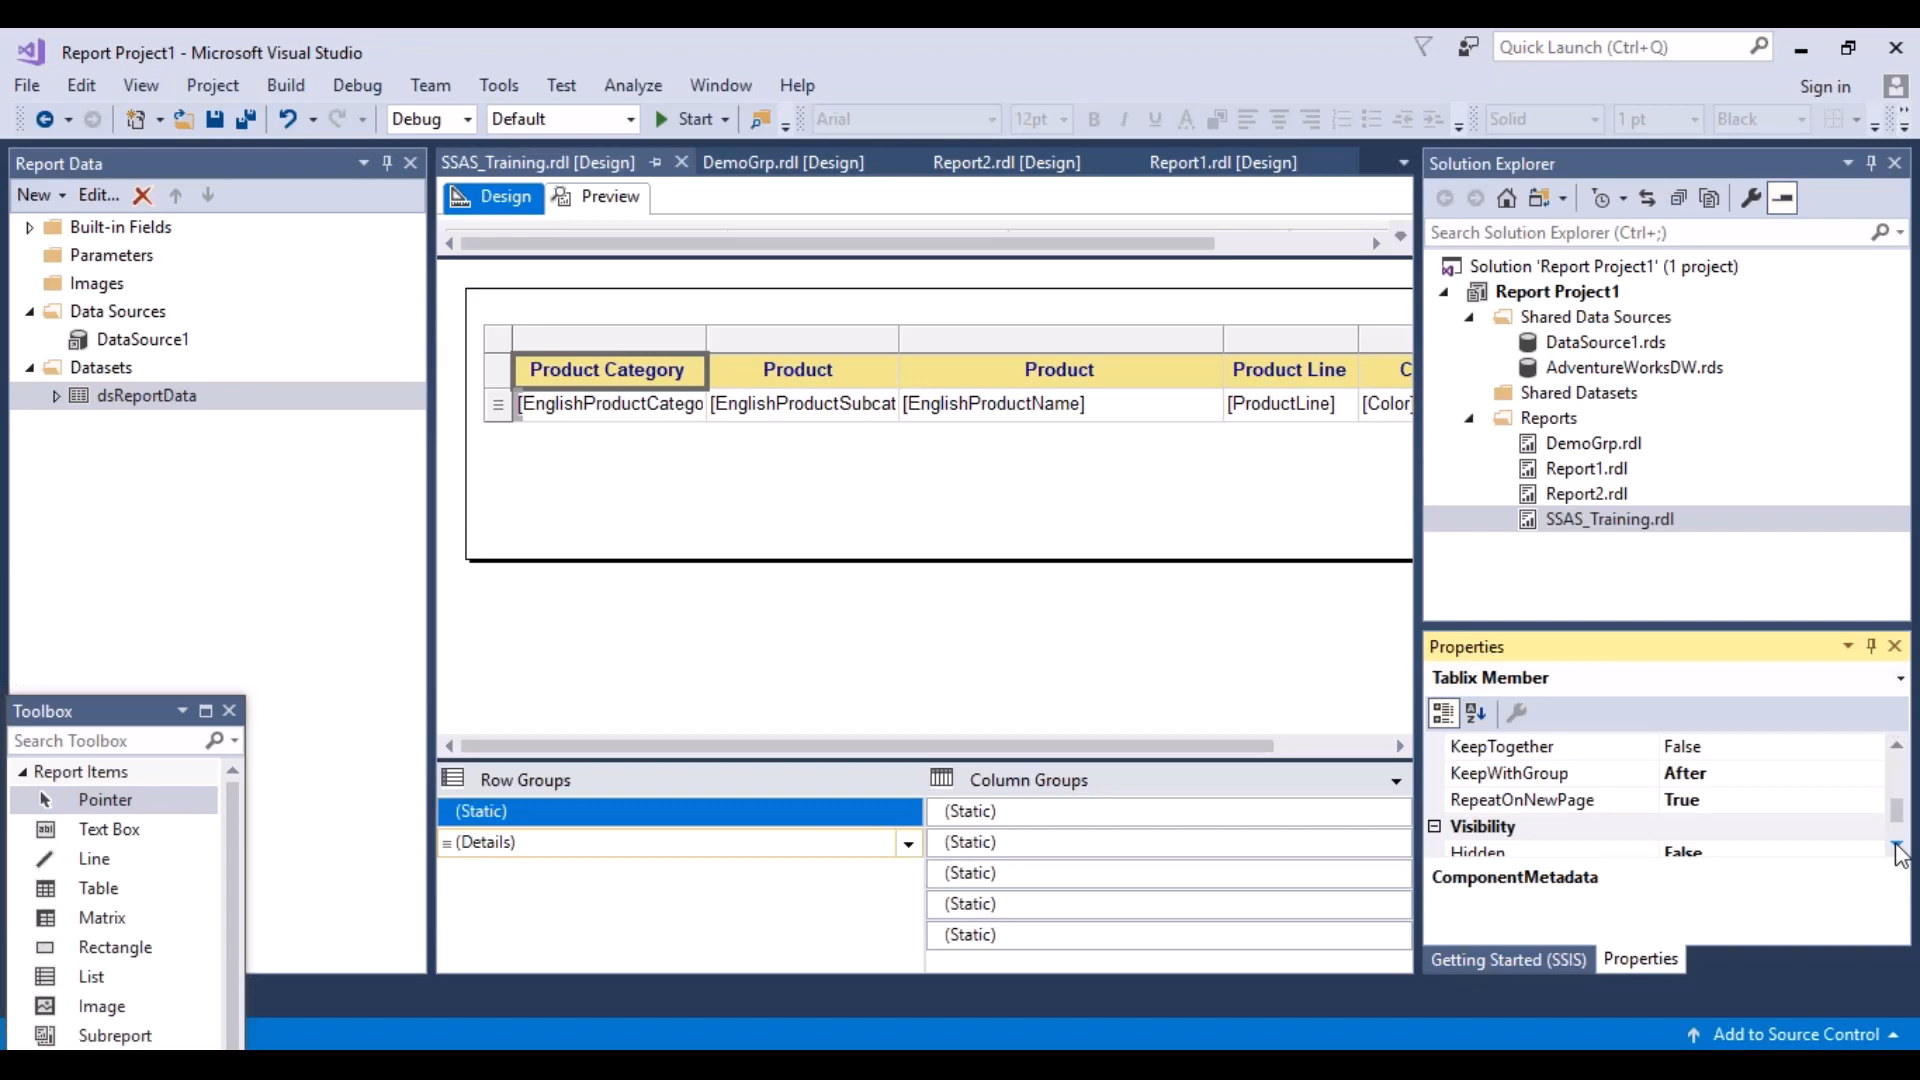 Report Project1 - Microsoft Visual Studio
Quick Launch (Ctrl+Q)
File Edit View Project Build Debug Team Tools Test Analyze Window Help
Sign in
Debug Default Start Arial 12pt B I U A Solid 1 pt Black
Report Data
New Edit...
Built-in Fields
Parameters
Images
Data Sources
DataSource1
Datasets
dsReportData
Toolbox
Search Toolbox
Report Items
Pointer
Text Box
Line
Table
Matrix
Rectangle
List
Image
Subreport
SSAS_Training.rdl [Design] DemoGrp.rdl [Design] Report2.rdl [Design] Report1.rdl [Design]
Design Preview
Product Category Product Product Product Line C
[EnglishProductCatego [EnglishProductSubcat [EnglishProductName] [ProductLine] [Color]
Row Groups Column Groups
(Static) (Static)
(Details) (Static)
(Static)
(Static)
(Static)
Solution Explorer
Search Solution Explorer (Ctrl+;)
Solution 'Report Project1' (1 project)
Report Project1
Shared Data Sources
DataSource1.rds
AdventureWorksDW.rds
Shared Datasets
Reports
DemoGrp.rdl
Report1.rdl
Report2.rdl
SSAS_Training.rdl
Properties
Tablix Member
KeepTogether False
KeepWithGroup After
RepeatOnNewPage True
Visibility
Hidden False
ComponentMetadata
Getting Started (SSIS) Properties
Add to Source Control